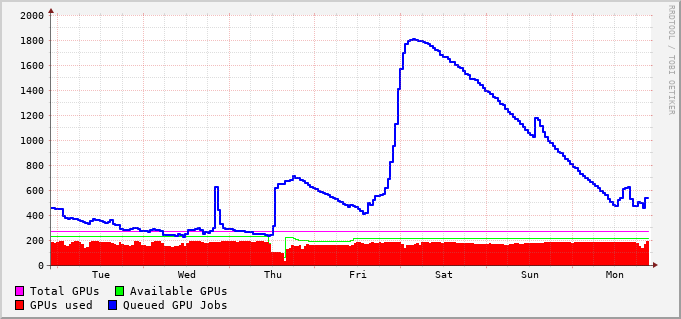 2000
1800
1600
1400
1200
1000
800
600
400
200
0
Tue Wed Thu Fri Sat Sun Mon
Total GPUs Available GPUs
GPUs used Queued GPU Jobs
RRDTOOL / TOBI OETIKER